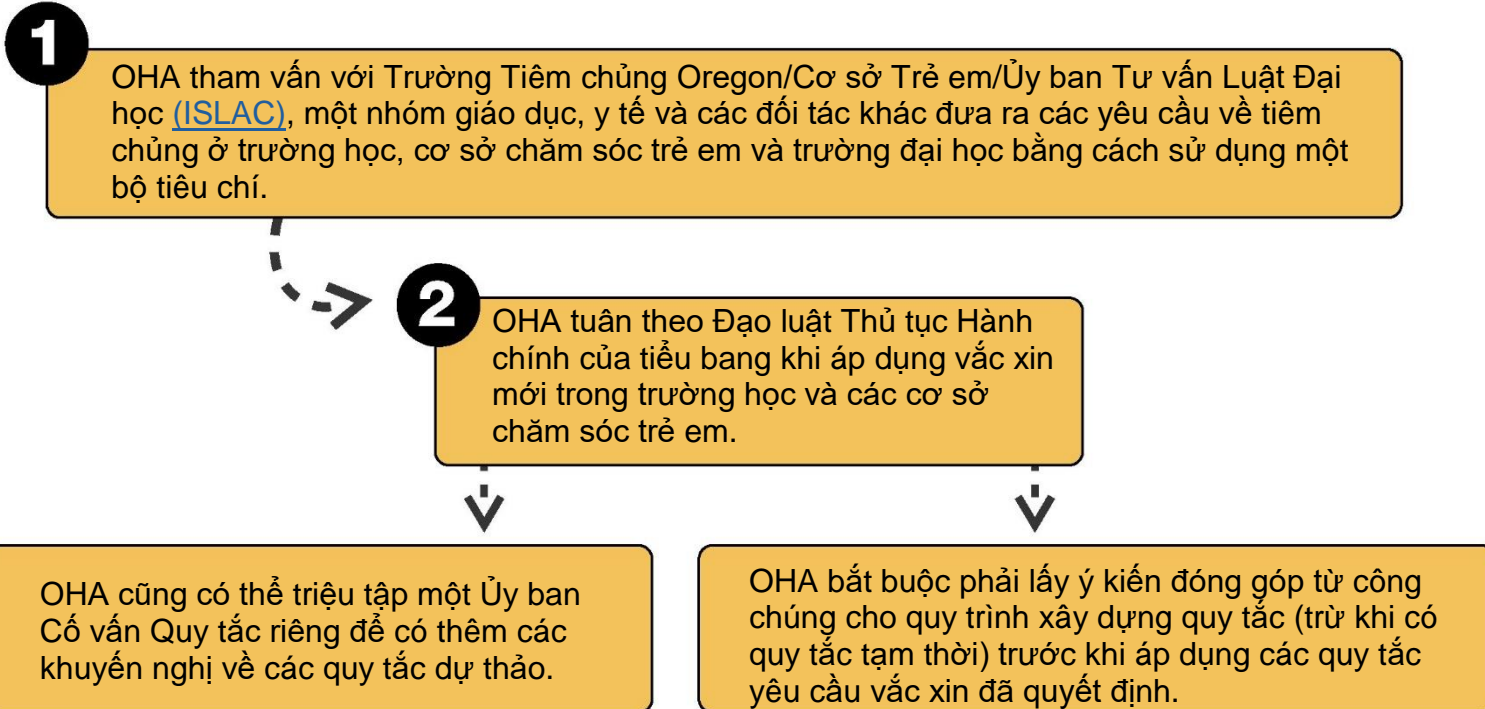 1
OHA tham vấn với Trường Tiêm chủng Oregon/Cơ sở Trẻ em/Ủy ban Tư vấn Luật Đại
học (ISLAC), một nhóm giáo dục, y tế và các đối tác khác đưa ra các yêu cầu về tiêm
chủng ở trường học, cơ sở chăm sóc trẻ em và trường đại học bằng cách sử dụng một
bộ tiêu chí.
2
OHA tuân theo Đạo luật Thủ tục Hành
chính của tiểu bang khi áp dụng vắc xin
mới trong trường học và các cơ sở
chăm sóc trẻ em.
OHA cũng có thể triệu tập một Ủy ban
Cố vấn Quy tắc riêng để có thêm các
khuyến nghị về các quy tắc dự thảo.
OHA bắt buộc phải lấy ý kiến đóng góp từ công
chúng cho quy trình xây dựng quy tắc (trừ khi có
quy tắc tạm thời) trước khi áp dụng các quy tắc
yêu cầu vắc xin đã quyết định.